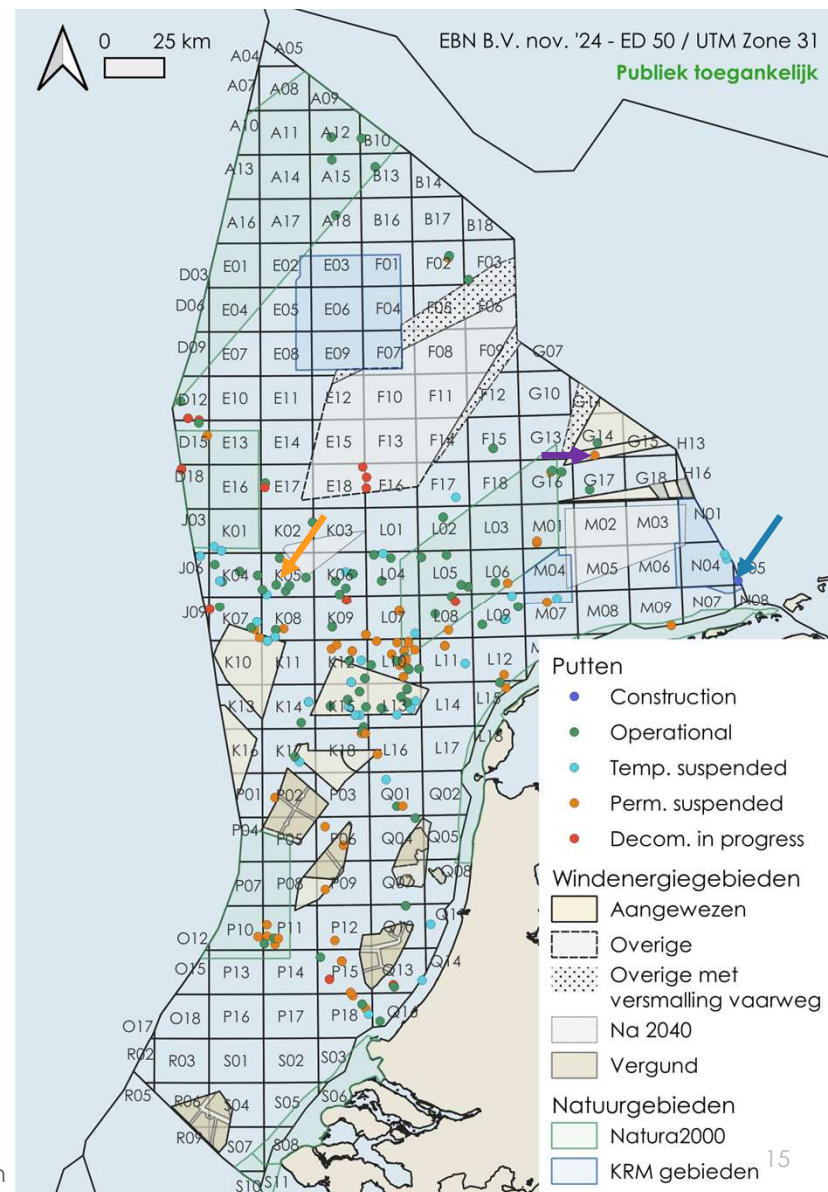 0 25 km
EBN B.V. nov. '24 - ED 50 / UTM Zone 31
Publiek toegankelijk
A04 A05
A07 A08 A09
A10 A11 A12 B10
A13 A14 A15 B13 B14
A16 A17 A18 B16 B17 B18
D03 E01 E02 E03 F01 F02 F03
D06 E04 E05 E06 F04 F05 F06
D09 E07 E08 E09 F07 F08 F09 G07
D12 E10 E11 E12 F10 F11 F12 G10 G11
D15 E13 E14 E15 F13 F14 F15 G13 G14 G15 H13
D18 E16 E17 E18 F16 F17 F18 G16 G17 G18 H16
J03 K01 K02 K03 L01 L02 L03 M01 M02 M03 N01
J06 K04 K05 K06 L04 L05 L06 M04 M05 M06 N04 N05
J09 K07 K08 K09 L07 L08 L09 M07 M08 M09 N07 N08
K10 K11 K12 L10 L11 L12
K13 K14 K15 L13 L14 L15
K16 K17 K18 L16 L17 L18
P01 P02 P03 Q01 Q02
P04 P05 P06 Q04 Q05
P07 P08 P09 Q07 Q08
O12 P10 P11 P12 Q10
O15 P13 P14 P15 Q13 Q14
O17 O18 P16 P17 P18 Q16
R02 R03 S01 S02 S03
R05 R06 S04 S05 S06
R09 S07 S08
S10 S11
Putten
Construction
Operational
Temp. suspended
Perm. suspended
Decom. in progress
Windenergiegebieden
Aangewezen
Overige
Overige met
versmalling vaarweg
Na 2040
Vergund
Natuurgebieden
Natura2000
KRM gebieden
15